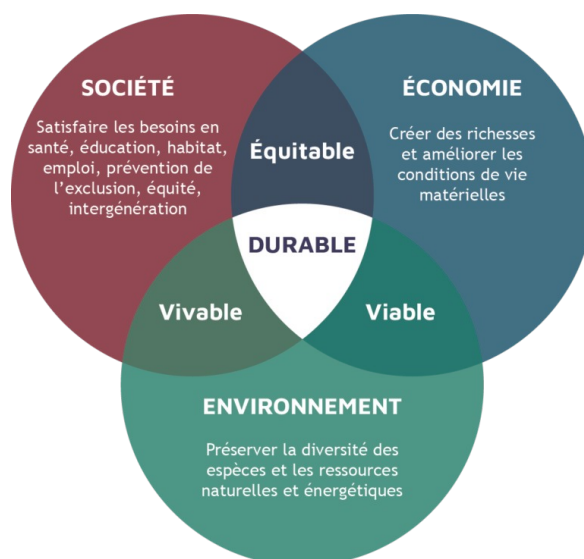 SOCIÉTÉ
Satisfaire les besoins en
santé, éducation, habitat,
emploi, prévention de
l'exclusion, équité,
intergénération
ÉCONOMIE
Créer des richesses
et améliorer les
conditions de vie
matérielles
Équitable
DURABLE
Vivable
Viable
ENVIRONNEMENT
Préserver la diversité des
espèces et les ressources
naturelles et énergétiques